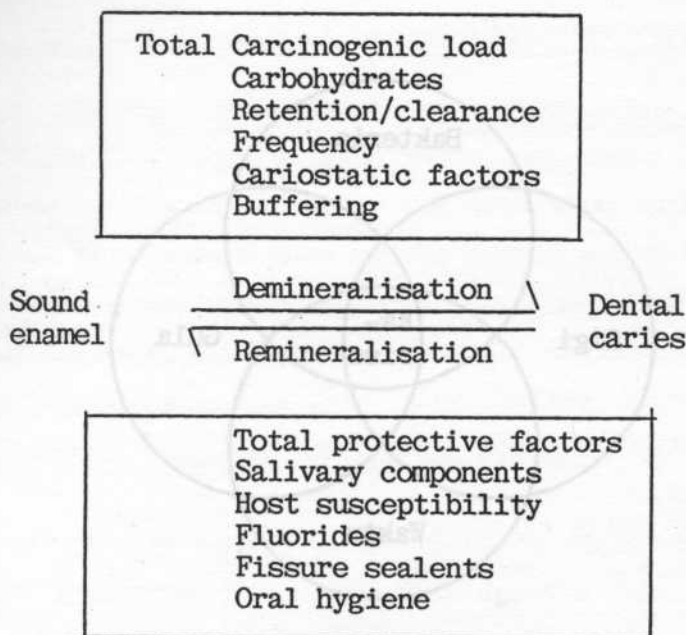 Total Carcinogenic load
Carbohydrates
Retention/clearance
Frequency
Cariostatic factors
Buffering
Demineralisation
Sound enamel
Dental caries
Remineralisation
Total protective factors
Salivary components
Host susceptibility
Fluorides
Fissure sealents
Oral hygiene